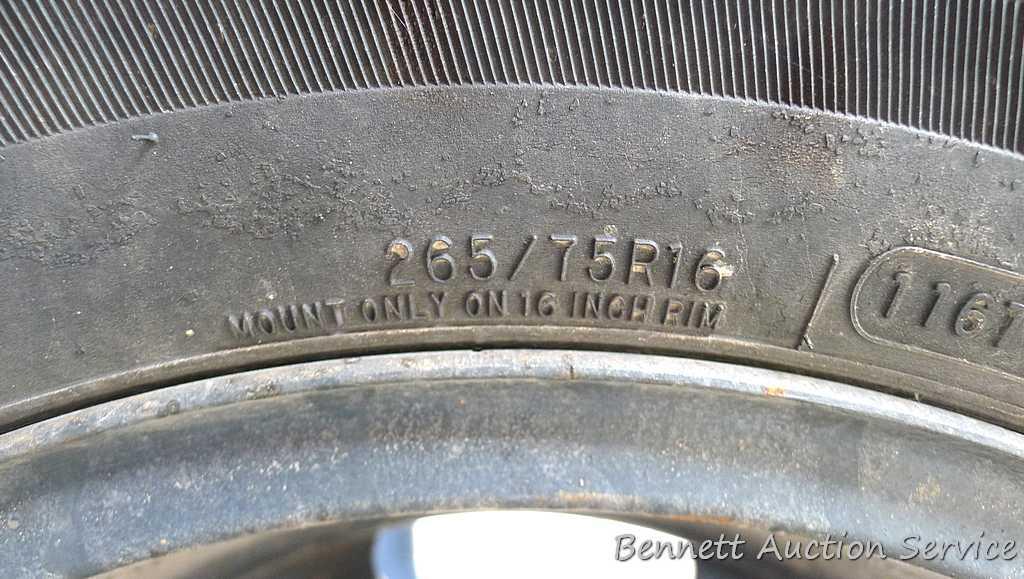 265/75R16
MOUNT ONLY ON 16 INCH RIM
Bennett Auction Service